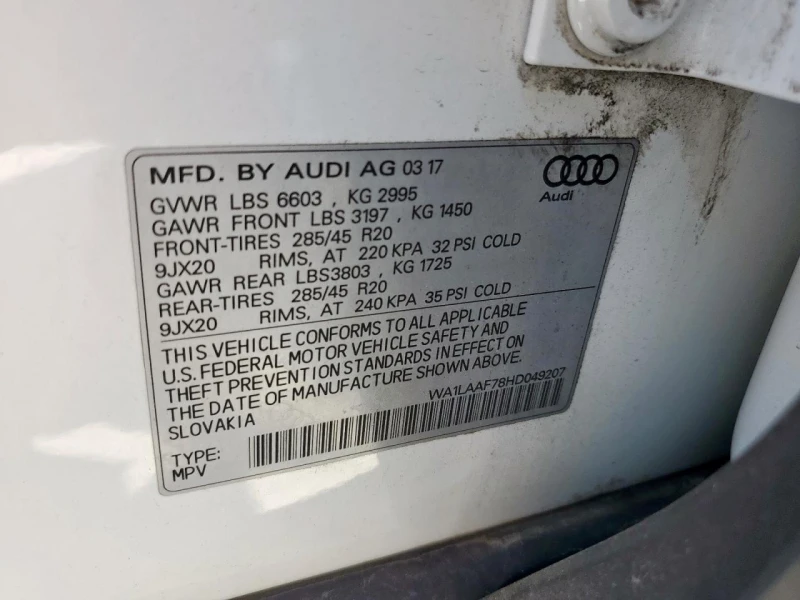 MFD. BY AUDI AG 03 17
Audi
GVWR LBS 6603 , KG 2995
GAWR FRONT LBS 3197 , KG 1450
FRONT-TIRES 285/45 R20
9JX20 RIMS, AT 220 KPA 32 PSI COLD
GAWR REAR LBS3803 , KG 1725
REAR-TIRES 285/45 R20
9JX20 RIMS, AT 240 KPA 35 PSI COLD
THIS VEHICLE CONFORMS TO ALL APPLICABLE
U.S. FEDERAL MOTOR VEHICLE SAFETY AND
THEFT PREVENTION STANDARDS IN EFFECT ON
THE DATE OF MANUFACTURE SHOWN ABOVE.
SLOVAKIA
WA1LAAF78HD049207
TYPE:
MPV